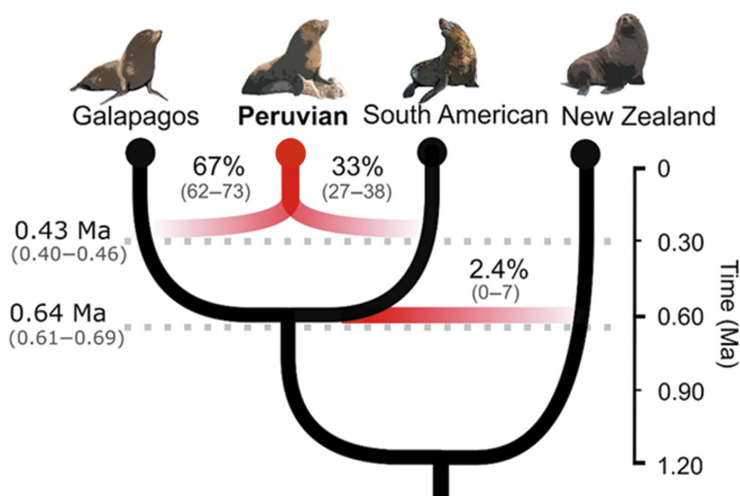 Galapagos Peruvian South American New Zealand
67% 33% 0
(62–73) (27–38)
0.43 Ma 0.30
(0.40–0.46)
2.4%
(0–7)
0.64 Ma 0.60
(0.61–0.69)
0.90
1.20
Time (Ma)